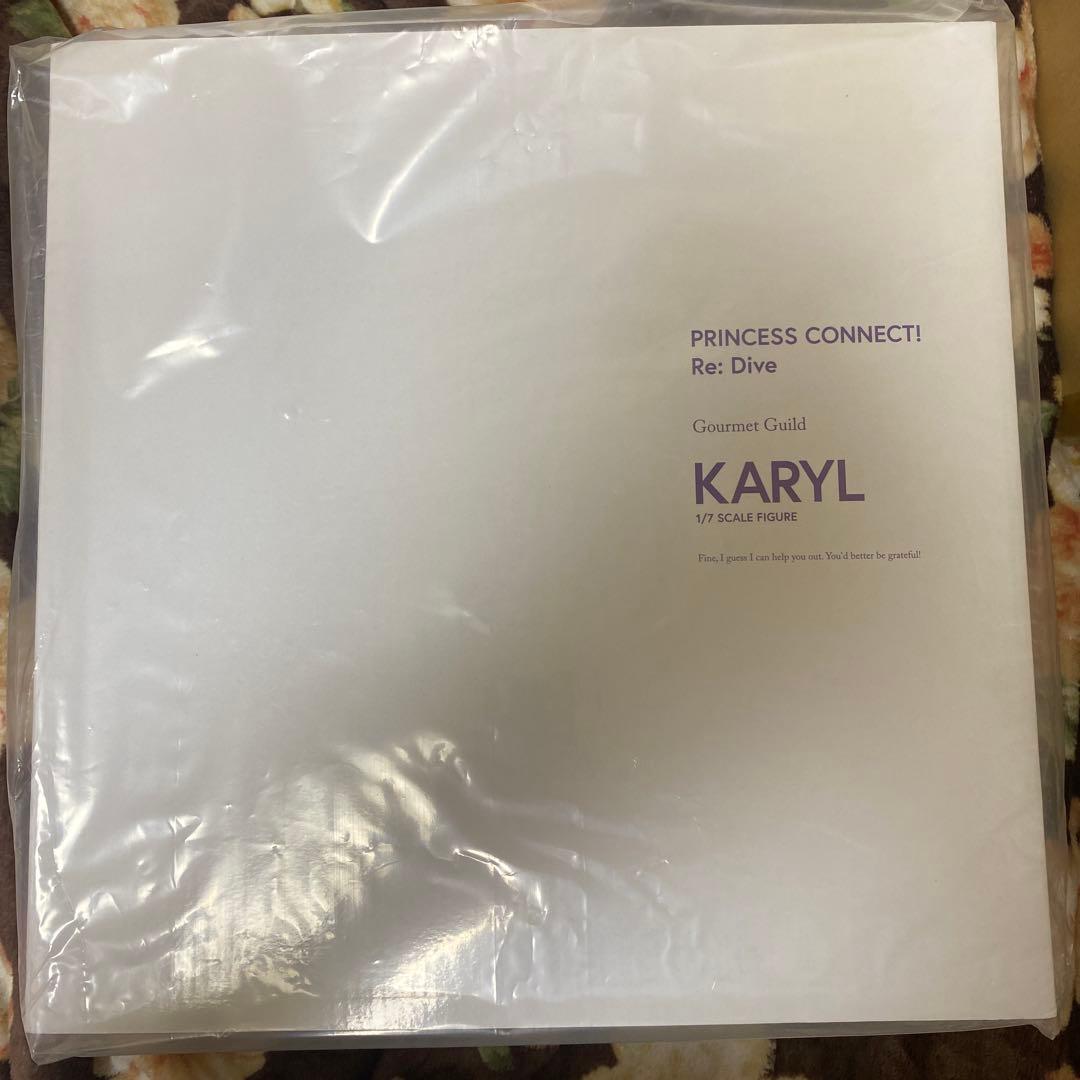 PRINCESS CONNECT!
Re: Dive
Gourmet Guild
KARYL
1/7 SCALE FIGURE
Fine, I guess I can help you out. You'd better be grateful!